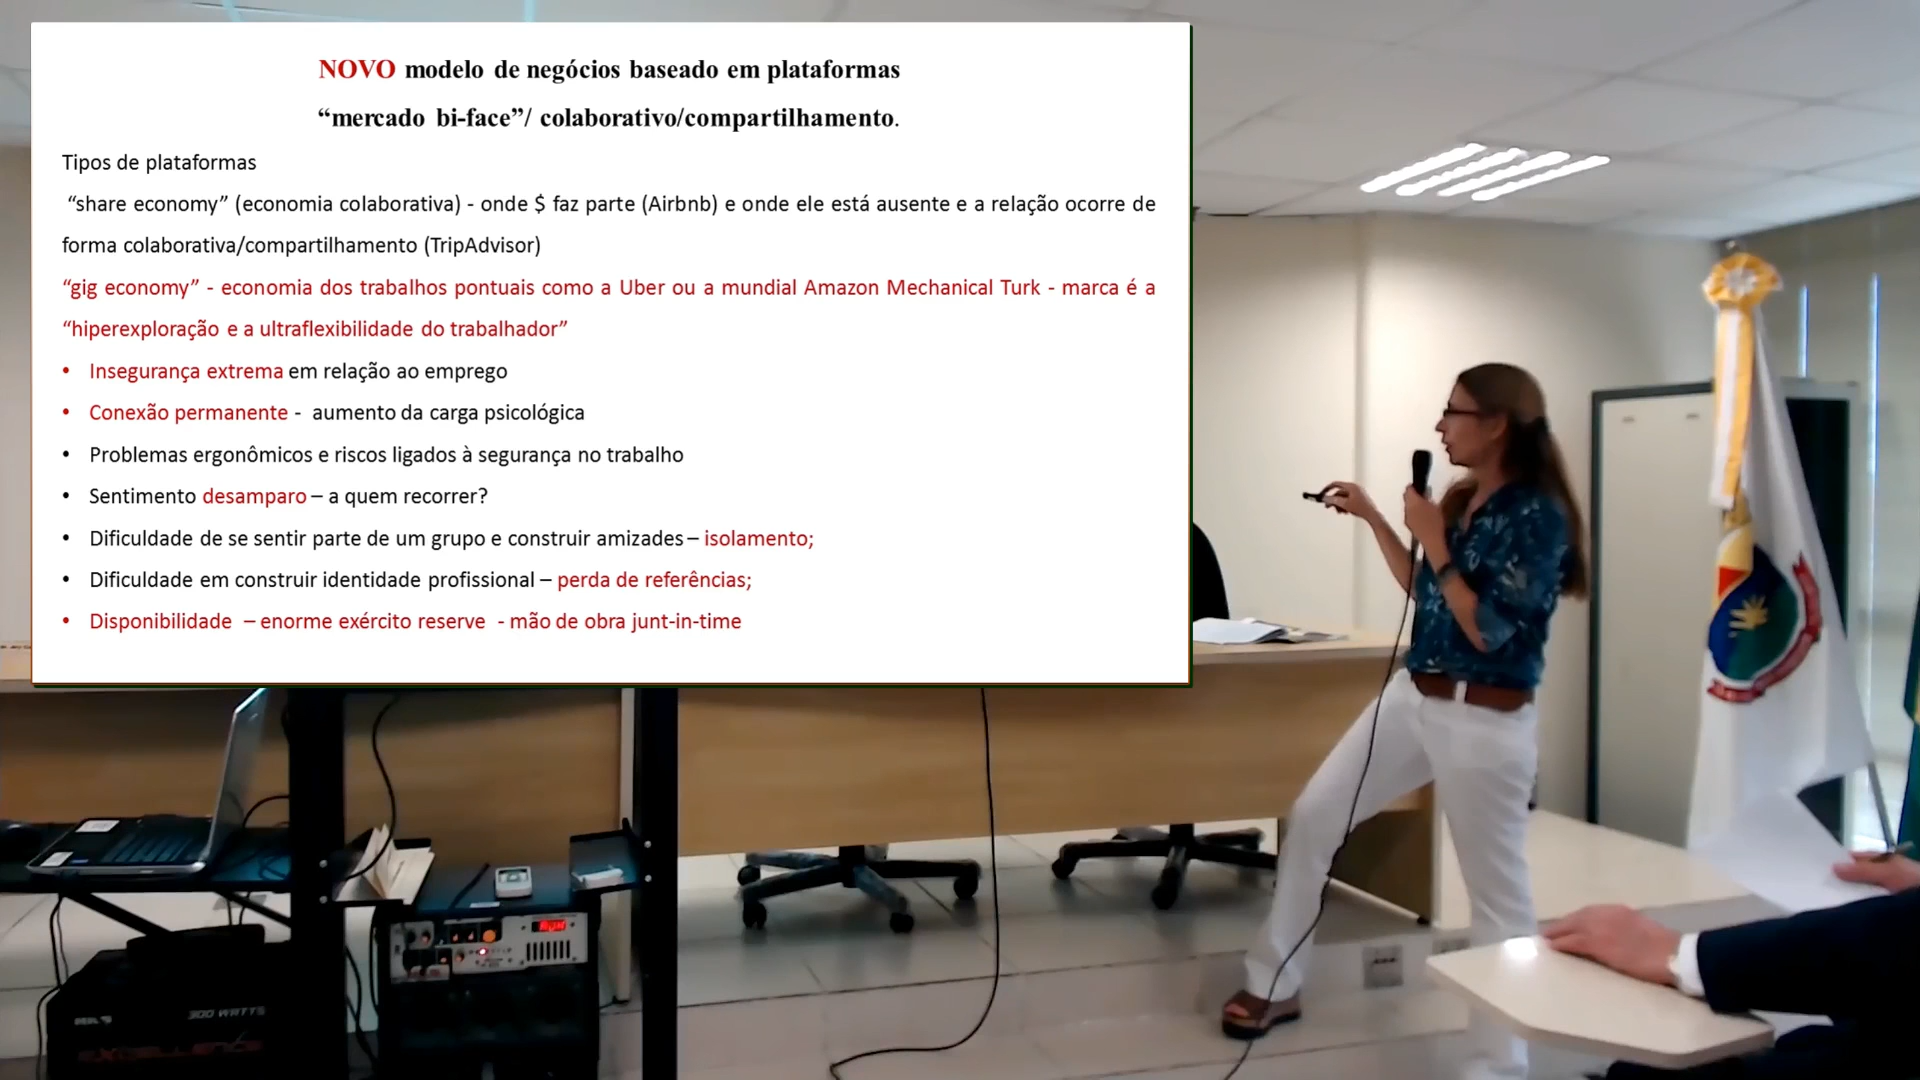 NOVO modelo de negócios baseado em plataformas
“mercado bi-face”/ colaborativo/compartilhamento.
Tipos de plataformas
“share economy” (economia colaborativa) - onde $ faz parte (Airbnb) e onde ele está ausente e a relação ocorre de
forma colaborativa/compartilhamento (TripAdvisor)
“gig economy” - economia dos trabalhos pontuais como a Uber ou a mundial Amazon Mechanical Turk - marca é a
“hiperexploração e a ultraflexibilidade do trabalhador”
• Insegurança extrema em relação ao emprego
• Conexão permanente - aumento da carga psicológica
• Problemas ergonômicos e riscos ligados à segurança no trabalho
• Sentimento desamparo – a quem recorrer?
• Dificuldade de se sentir parte de um grupo e construir amizades – isolamento;
• Dificuldade em construir identidade profissional – perda de referências;
• Disponibilidade – enorme exército reserve - mão de obra junt-in-time
300 WATTS